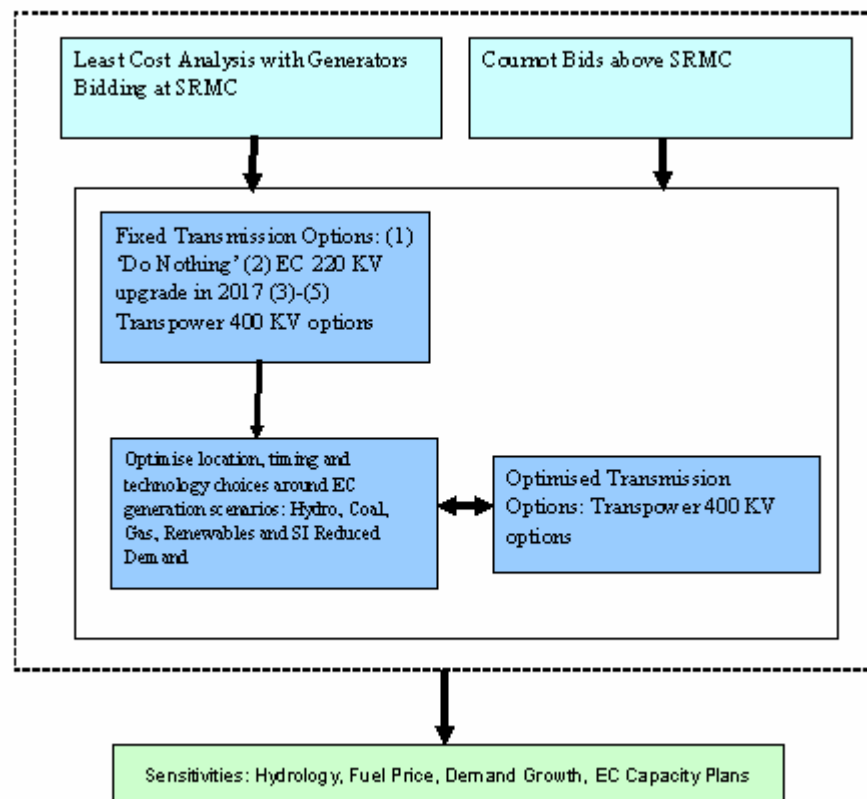 Least Cost Analysis with Generators
Bidding at SRMC
Cournot Bids above SRMC
Fixed Transmission Options: (1)
‘Do Nothing’ (2) EC 220 KV
upgrade in 2017 (3)-(5)
Transpower 400 KV options
Optimise location, timing and
technology choices around EC
generation scenarios: Hydro, Coal,
Gas, Renewables and SI Reduced
Demand
Optimised Transmission
Options: Transpower 400 KV
options
Sensitivities: Hydrology, Fuel Price, Demand Growth, EC Capacity Plans